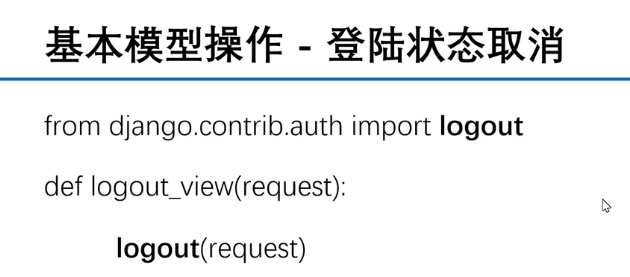 基本模型操作 - 登陆状态取消
from django.contrib.auth import logout
def logout_view(request):
logout(request)